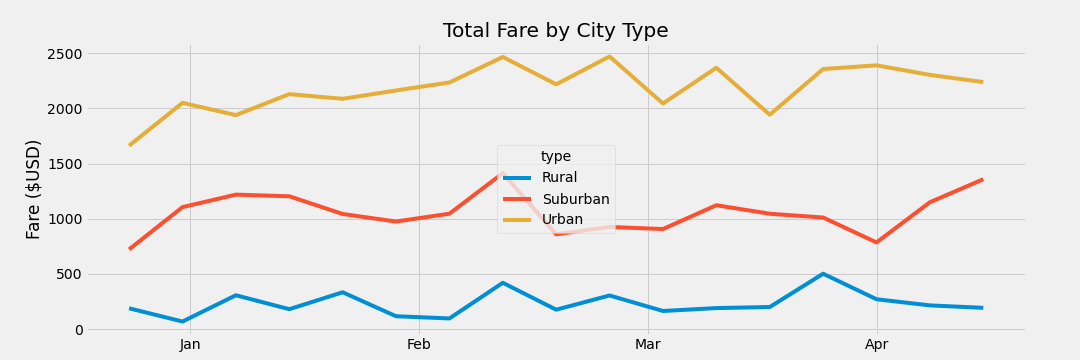 Total Fare by City Type
Fare ($USD)
2500
2000
1500
1000
500
0
type
Rural
Suburban
Urban
Jan
Feb
Mar
Apr